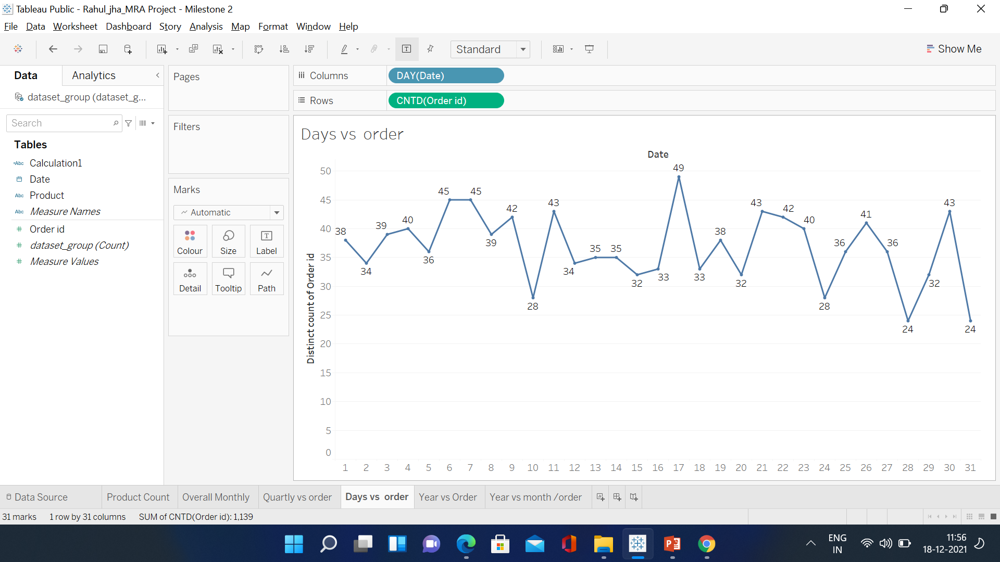 Tableau Public - Rahul_jha_MRA Project - Milestone 2
File Data Worksheet Dashboard Story Analysis Map Format Window Help
Standard
Show Me
Data Analytics
dataset_group (dataset_g...
Search
Tables
=Abc Calculation1
Date
Abc Product
Abc Measure Names
# Order id
# dataset_group (Count)
# Measure Values
Pages
Filters
Marks
Automatic
Colour Size Label
Detail Tooltip Path
Columns DAY(Date)
Rows CNTD(Order id)
Days vs  order
Date
Distinct count of Order id
50
45
40
35
30
25
20
15
10
5
0
38 34 39 40 36 45 45 39 42 28 43 34 35 35 32 33 49 33 38 32 43 42 40 28 36 41 36 24 32 43 24
1 2 3 4 5 6 7 8 9 10 11 12 13 14 15 16 17 18 19 20 21 22 23 24 25 26 27 28 29 30 31
Data Source Product Count Overall Monthly Quartly vs order Days vs  order Year vs Order Year vs month /order
31 marks 1 row by 31 columns SUM of CNTD(Order id): 1,139
ENG
IN
11:56
18-12-2021